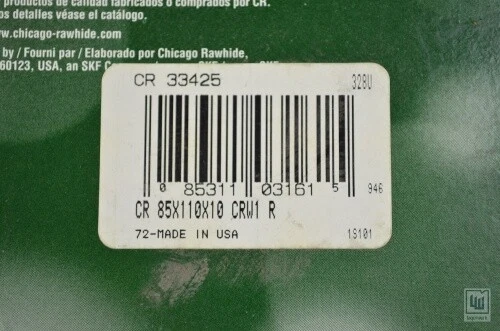 productos de calidad fabricados o comprados por CR.
os detalles véase el catálogo.
www.chicago-rawhide.com
by / Fourni par / Elaborado por Chicago Rawhide,
60123, USA, an SKF
CR 33425
328U
0 85311 03161 5 946
CR 85X110X10 CRW1 R
72-MADE IN USA
1S101